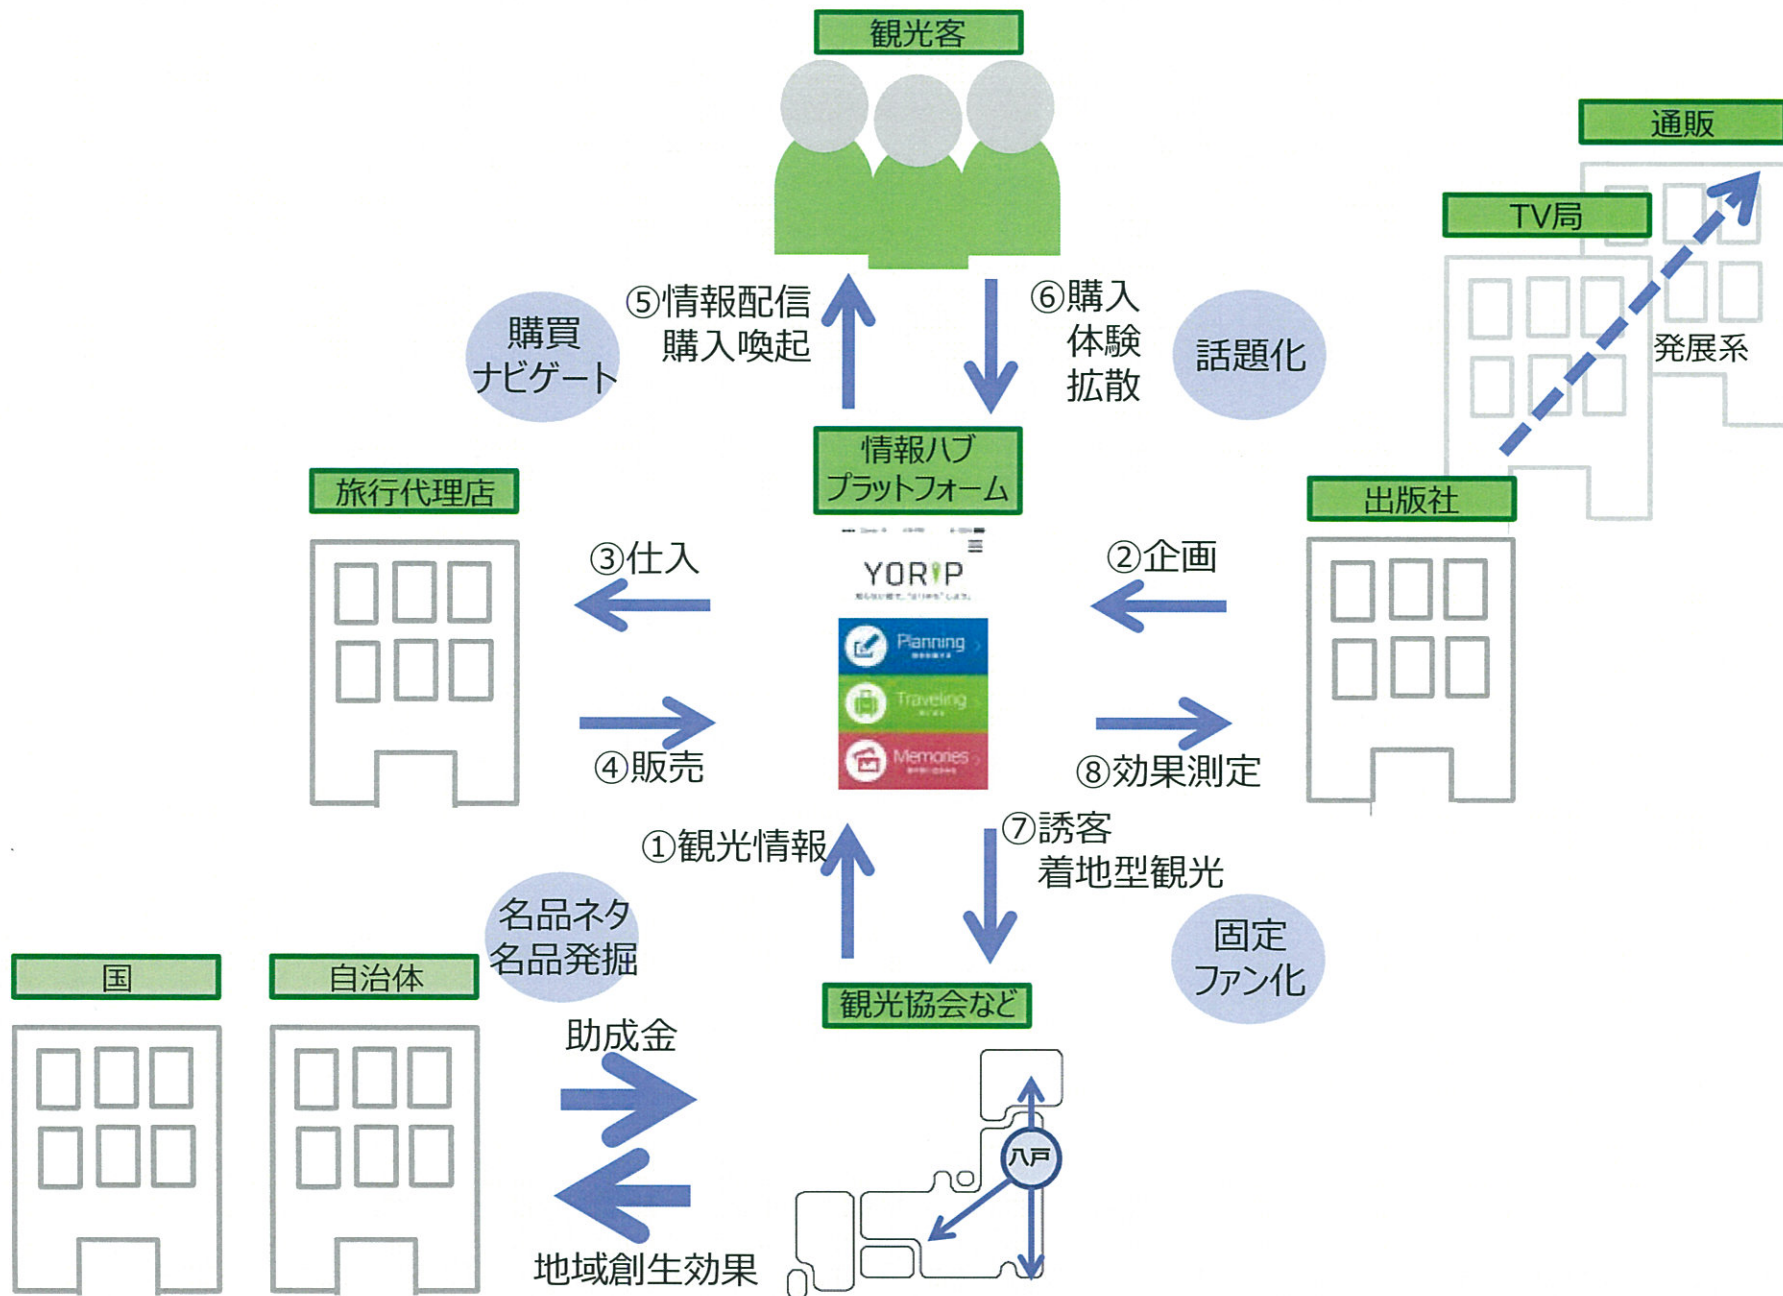 観光客
通販
TV局
発展系
⑤情報配信
購入喚起
購買
ナビゲート
⑥購入
体験
拡散
話題化
情報ハブ
プラットフォーム
旅行代理店
出版社
YORIP
③仕入
②企画
Planning
Traveling
Memories
④販売
⑧効果測定
①観光情報
⑦誘客
着地型観光
名品ネタ
名品発掘
固定
ファン化
国
自治体
観光協会など
助成金
八戸
地域創生効果